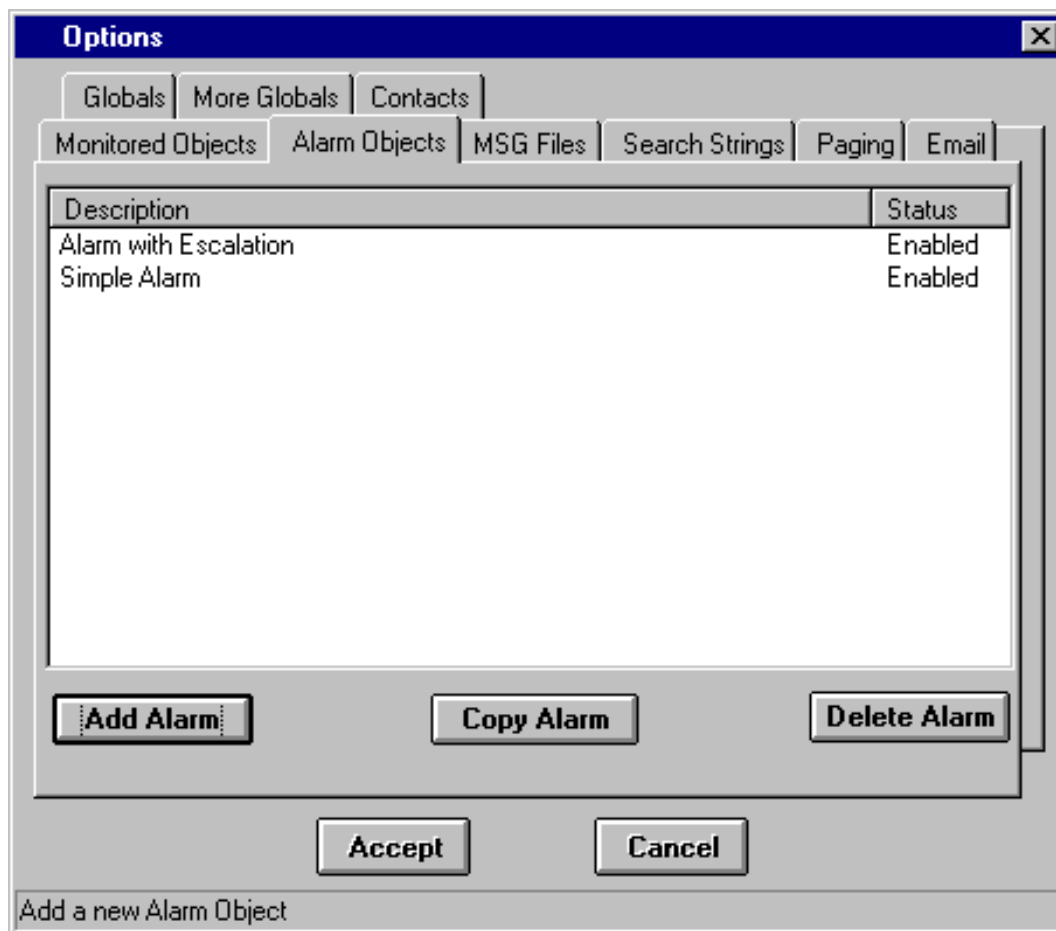 Options
Globals More Globals Contacts
Monitored Objects Alarm Objects MSG Files Search Strings Paging Email
Description Status
Alarm with Escalation Enabled
Simple Alarm Enabled
Add Alarm Copy Alarm Delete Alarm
Accept Cancel
Add a new Alarm Object